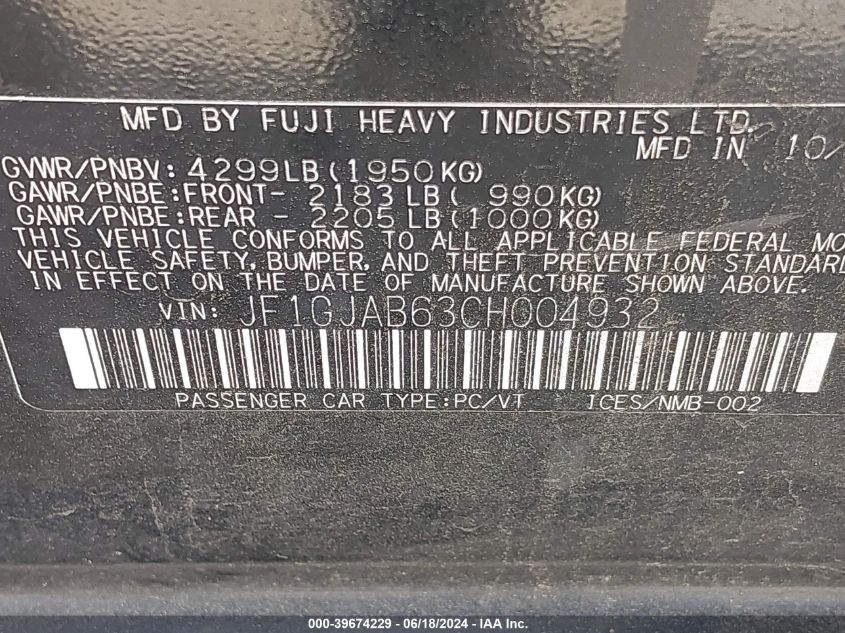 MFD BY FUJI HEAVY INDUSTRIES LTD.
MFD IN 10/
GVWR/PNBV: 4299LB(1950KG)
GAWR/PNBE:FRONT- 2183LB( 990KG)
GAWR/PNBE:REAR - 2205LB(1000KG)
THIS VEHICLE CONFORMS TO ALL APPLICABLE FEDERAL MO
VEHICLE SAFETY, BUMPER, AND THEFT PREVENTION STANDARD
IN EFFECT ON THE DATE OF MANUFACTURE SHOWN ABOVE.
VIN: JF1GJAB63CH004932
PASSENGER CAR TYPE:PC/VT ICES/NMB-002
000-39674229 - 06/18/2024 - IAA, Inc.